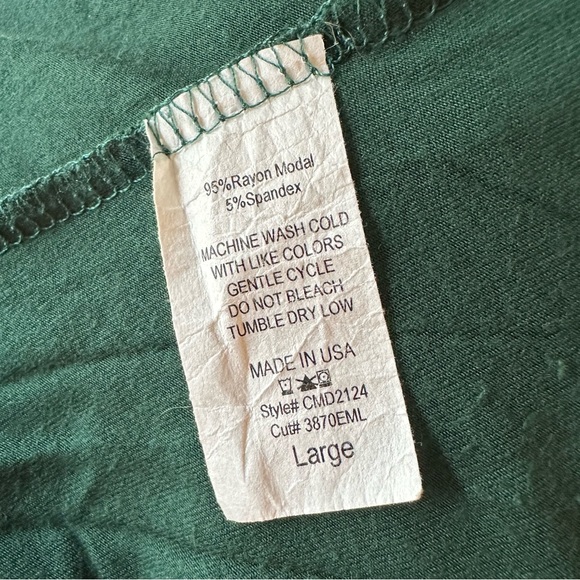 95%Rayon Modal
5%Spandex
MACHINE WASH COLD
WITH LIKE COLORS
GENTLE CYCLE
DO NOT BLEACH
TUMBLE DRY LOW
MADE IN USA
Style# CMD2124
Cut# 3870EML
Large